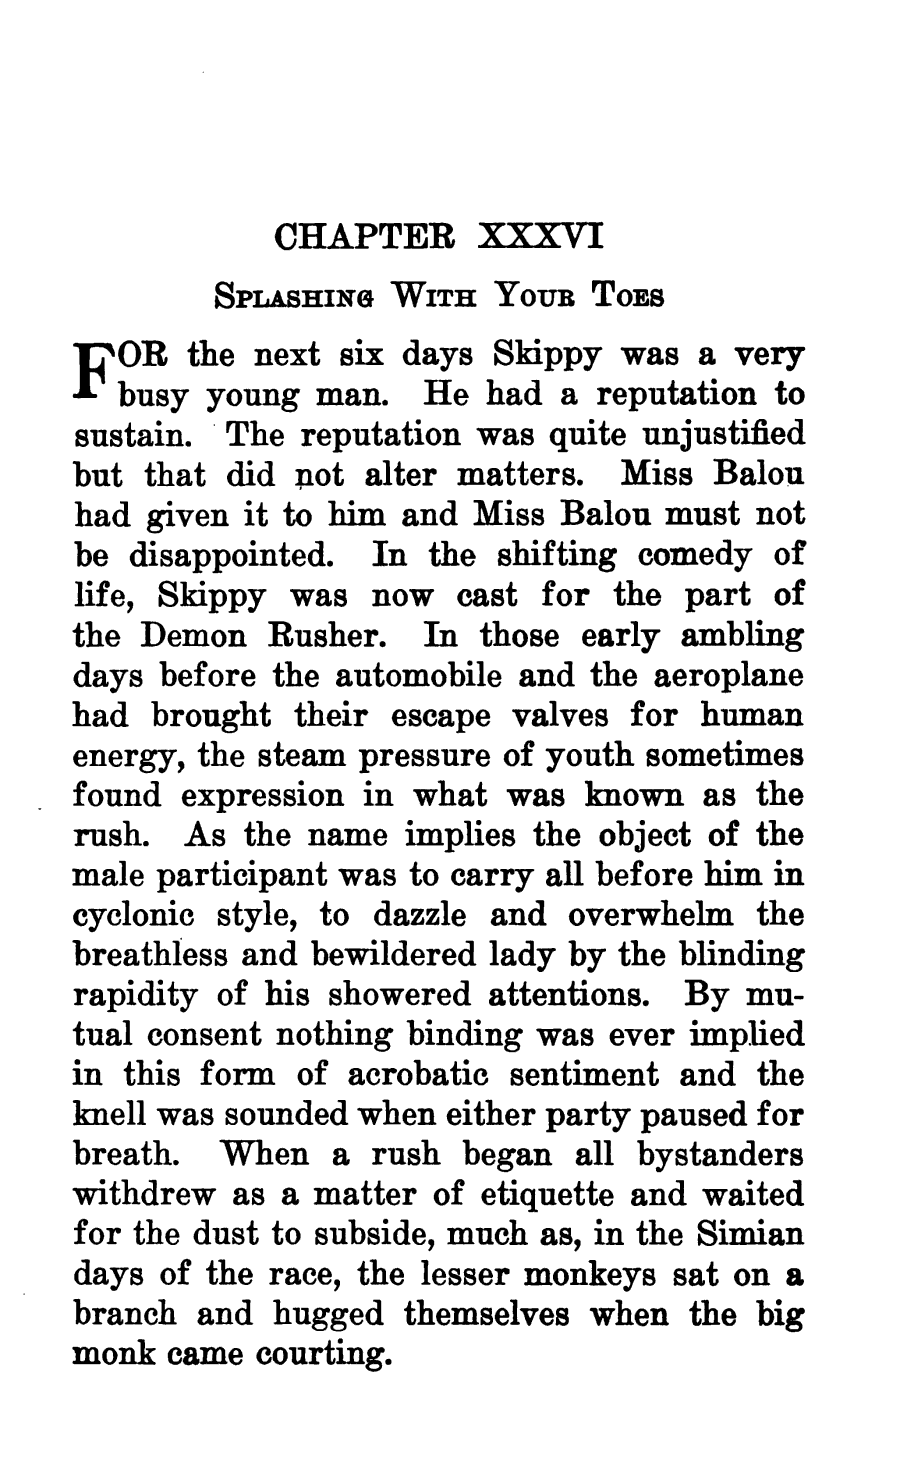 CHAPTER XXXVI
Splashing With Your Toes
FOR the next six days Skippy was a very
busy young man. He had a reputation to
sustain. The reputation was quite unjustified
but that did not alter matters. Miss Balou
had given it to him and Miss Balou must not
be disappointed. In the shifting comedy of
life, Skippy was now cast for the part of
the Demon Rusher. In those early ambling
days before the automobile and the aeroplane
had brought their escape valves for human
energy, the steam pressure of youth sometimes
found expression in what was known as the
rush. As the name implies the object of the
male participant was to carry all before him in
cyclonic style, to dazzle and overwhelm the
breathless and bewildered lady by the blinding
rapidity of his showered attentions. By mu-
tual consent nothing binding was ever implied
in this form of acrobatic sentiment and the
knell was sounded when either party paused for
breath. When a rush began all bystanders
withdrew as a matter of etiquette and waited
for the dust to subside, much as, in the Simian
days of the race, the lesser monkeys sat on a
branch and hugged themselves when the big
monk came courting.